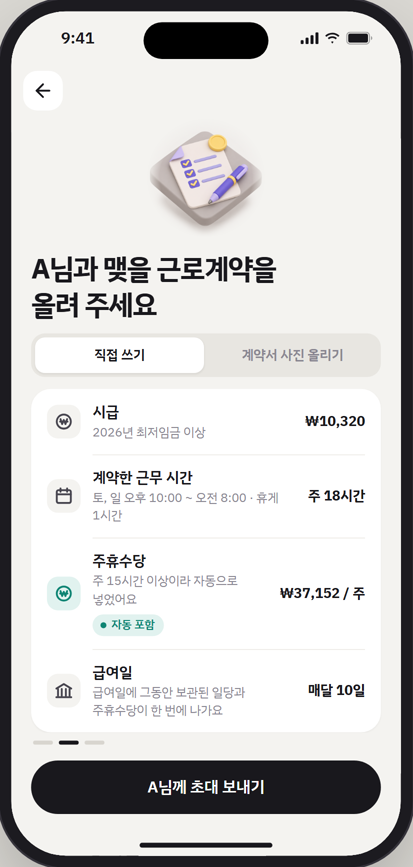 9:41
A님과 맺을 근로계약을
올려 주세요
직접 쓰기
계약서 사진 올리기
시급
2026년 최저임금 이상
₩10,320
계약한 근무 시간
토, 일 오후 10:00 ~ 오전 8:00 · 휴게
1시간
주 18시간
주휴수당
주 15시간 이상이라 자동으로
넣었어요
자동 포함
₩37,152 / 주
급여일
급여일에 그동안 보관된 일당과
주휴수당이 한 번에 나가요
매달 10일
A님께 초대 보내기